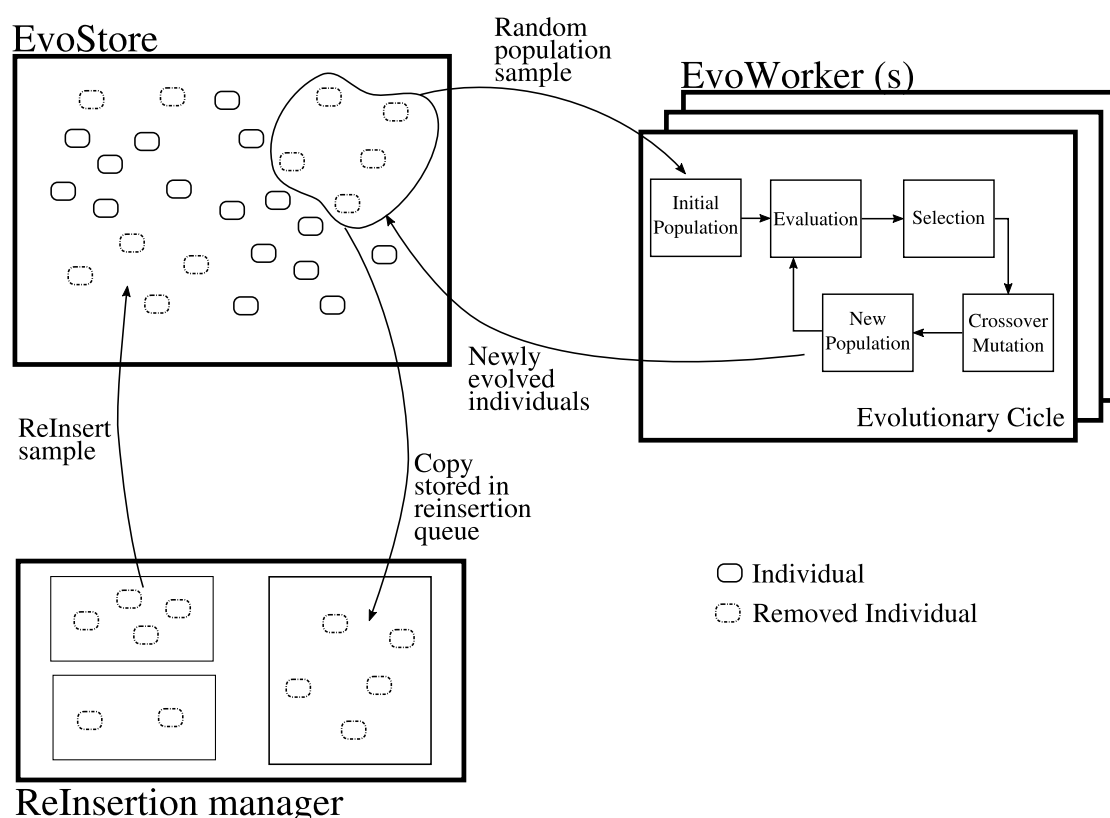 EvoStore
Random
population
sample
EvoWorker (s)
Initial
Population
Evaluation
Selection
New
Population
Crossover
Mutation
Evolutionary Cicle
Newly
evolved
individuals
ReInsert
sample
Copy
stored in
reinsertion
queue
Individual
Removed Individual
ReInsertion manager